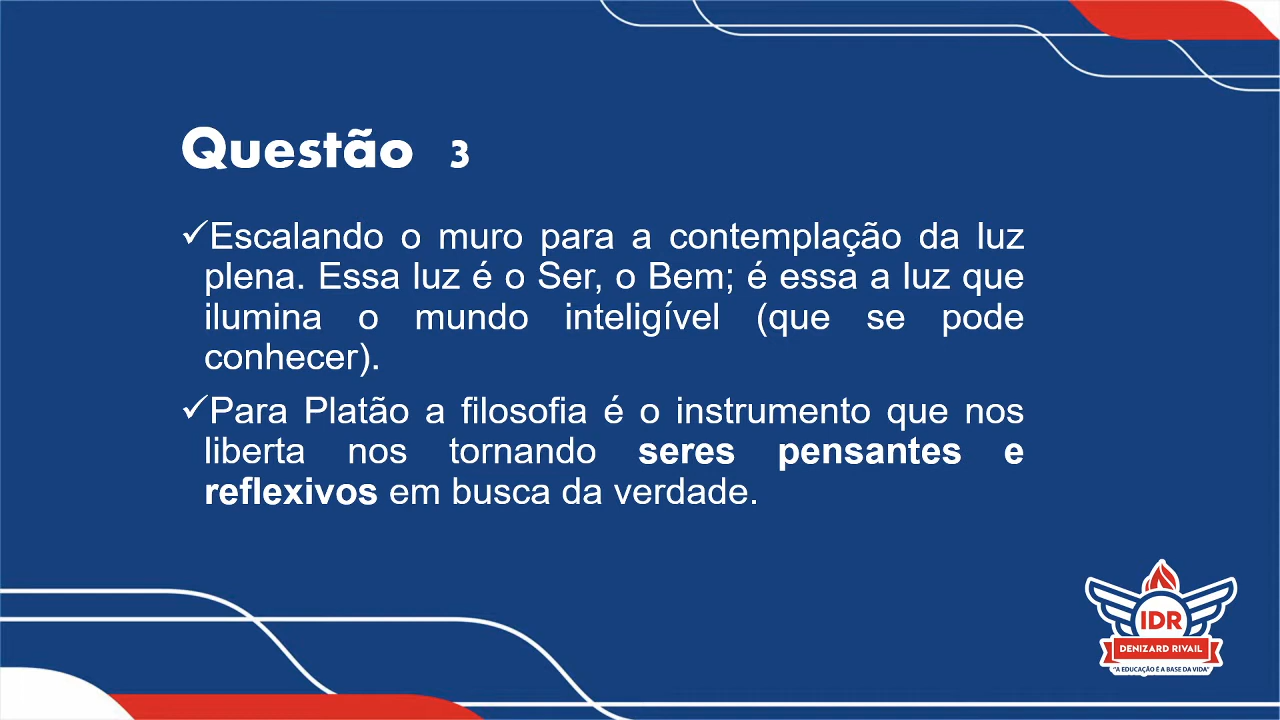 Questão 3
✓Escalando o muro para a contemplação da luz
plena. Essa luz é o Ser, o Bem; é essa a luz que
ilumina o mundo inteligível (que se pode
conhecer).
✓Para Platão a filosofia é o instrumento que nos
liberta nos tornando seres pensantes e
reflexivos em busca da verdade.
IDR
DENIZARD RIVAIL
"A EDUCAÇÃO É A BASE DA VIDA"